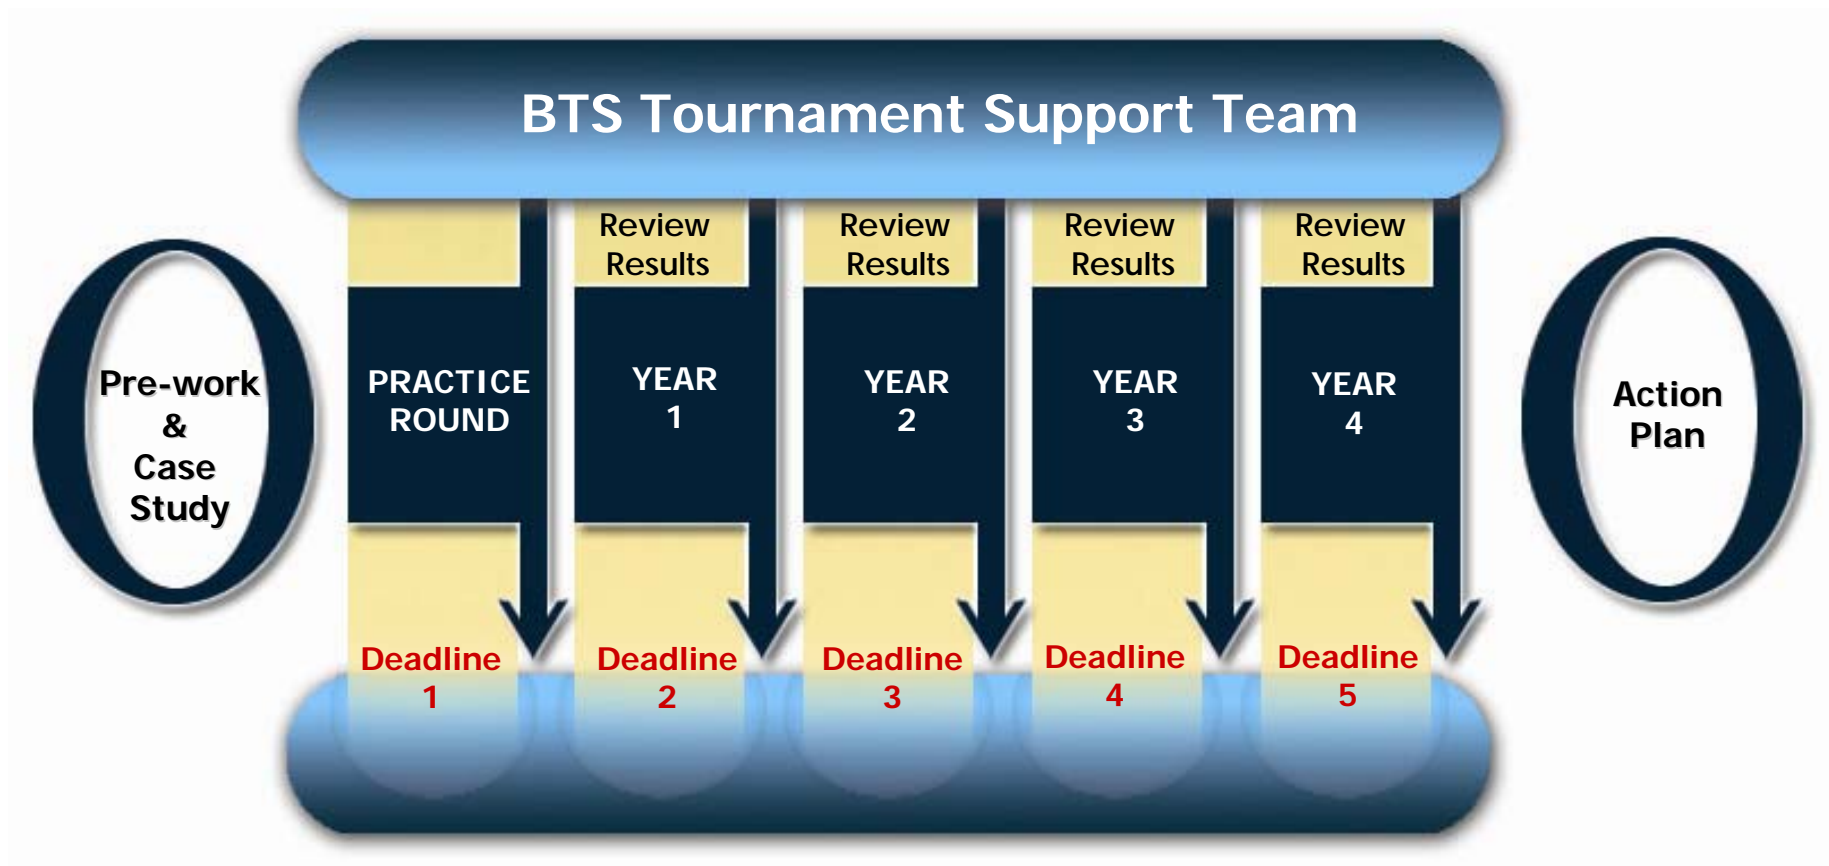 BTS Tournament Support Team
Review
Results
Review
Results
Review
Results
Review
Results
Pre-work
&
Case
Study
PRACTICE
ROUND
YEAR
1
YEAR
2
YEAR
3
YEAR
4
Action
Plan
Deadline
1
Deadline
2
Deadline
3
Deadline
4
Deadline
5